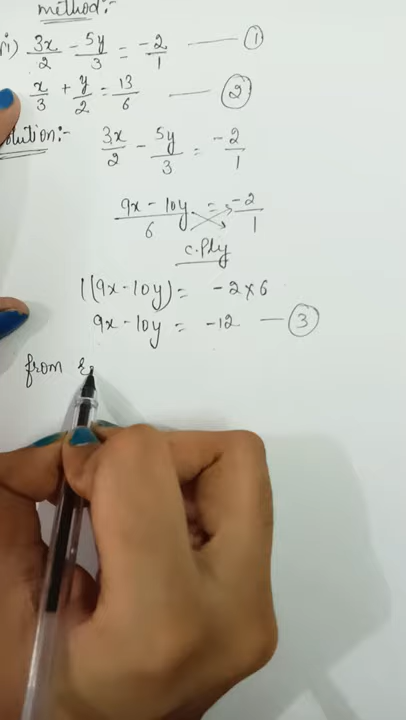 method:-
i) 3x/2 - 5y/3 = -2/1 —— ①
x/3 + y/2 = 13/6 —— ②
olution:- 3x/2 - 5y/3 = -2/1
9x - 10y/6 = -2/1
c.Ply
1(9x - 10y) = -2 × 6
9x - 10y = -12 — ③
from